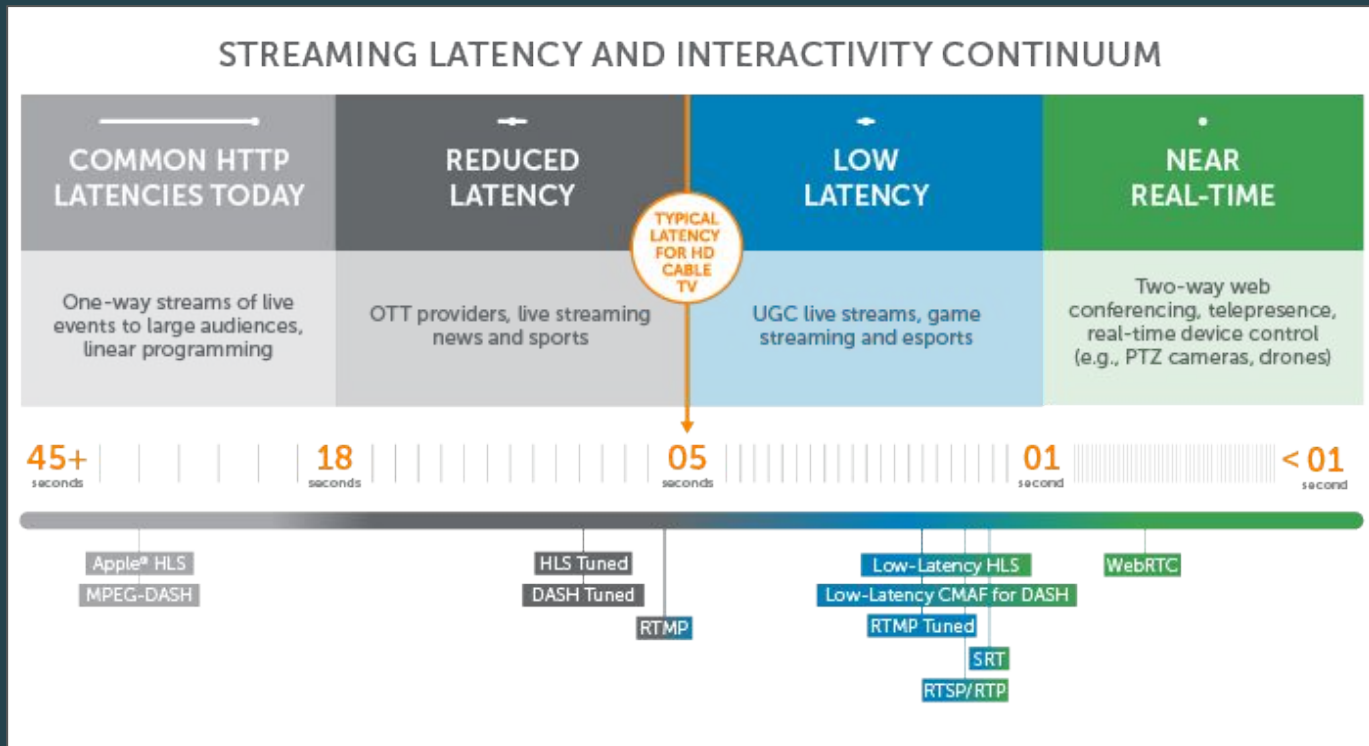 STREAMING LATENCY AND INTERACTIVITY CONTINUUM
COMMON HTTP
LATENCIES TODAY
REDUCED
LATENCY
TYPICAL
LATENCY
FOR HD
CABLE
TV
LOW
LATENCY
NEAR
REAL-TIME
One-way streams of live
events to large audiences,
linear programming
OTT providers, live streaming
news and sports
UGC live streams, game
streaming and esports
Two-way web
conferencing, telepresence,
real-time device control
(e.g., PTZ cameras, drones)
45+
seconds
18
seconds
05
seconds
01
second
< 01
second
Apple® HLS
MPEG-DASH
HLS Tuned
DASH Tuned
RTMP
Low-Latency HLS
Low-Latency CMAF for DASH
RTMP Tuned
SRT
RTSP/RTP
WebRTC